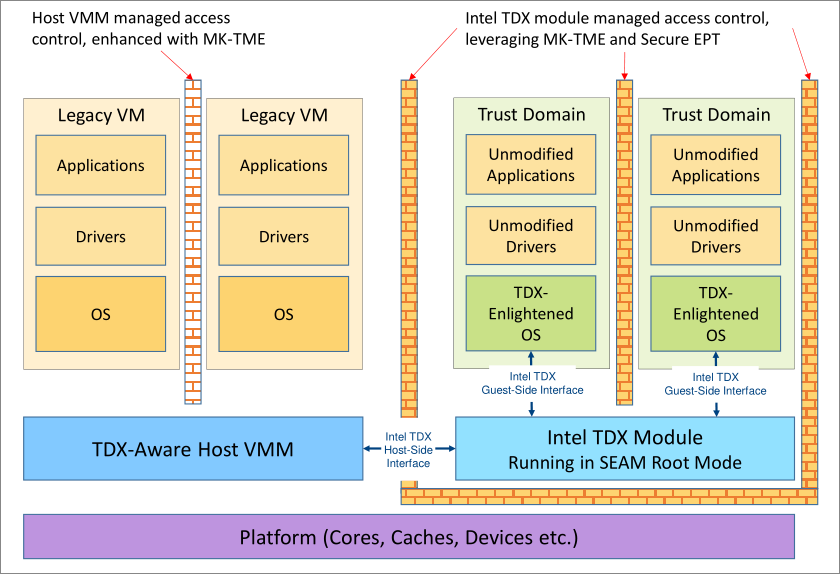 Host VMM managed access
control, enhanced with MK-TME
Intel TDX module managed access control,
leveraging MK-TME and Secure EPT
Legacy VM
Applications
Drivers
OS
Legacy VM
Applications
Drivers
OS
Trust Domain
Unmodified
Applications
Unmodified
Drivers
TDX-
Enlightened
OS
Trust Domain
Unmodified
Applications
Unmodified
Drivers
TDX-
Enlightened
OS
Intel TDX
Guest-Side Interface
Intel TDX
Guest-Side Interface
TDX-Aware Host VMM
Intel TDX
Host-Side
Interface
Intel TDX Module
Running in SEAM Root Mode
Platform (Cores, Caches, Devices etc.)